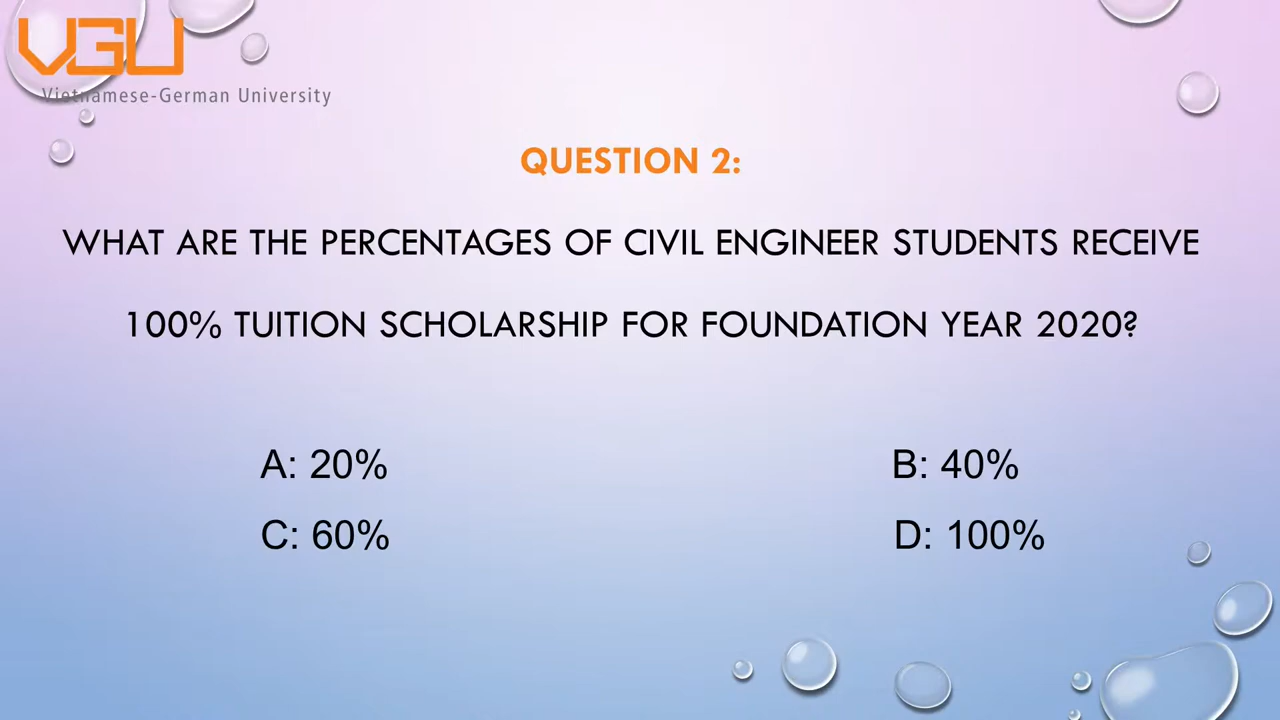 VGU
Vietnamese-German University
QUESTION 2:
WHAT ARE THE PERCENTAGES OF CIVIL ENGINEER STUDENTS RECEIVE
100% TUITION SCHOLARSHIP FOR FOUNDATION YEAR 2020?
A: 20% B: 40%
C: 60% D: 100%